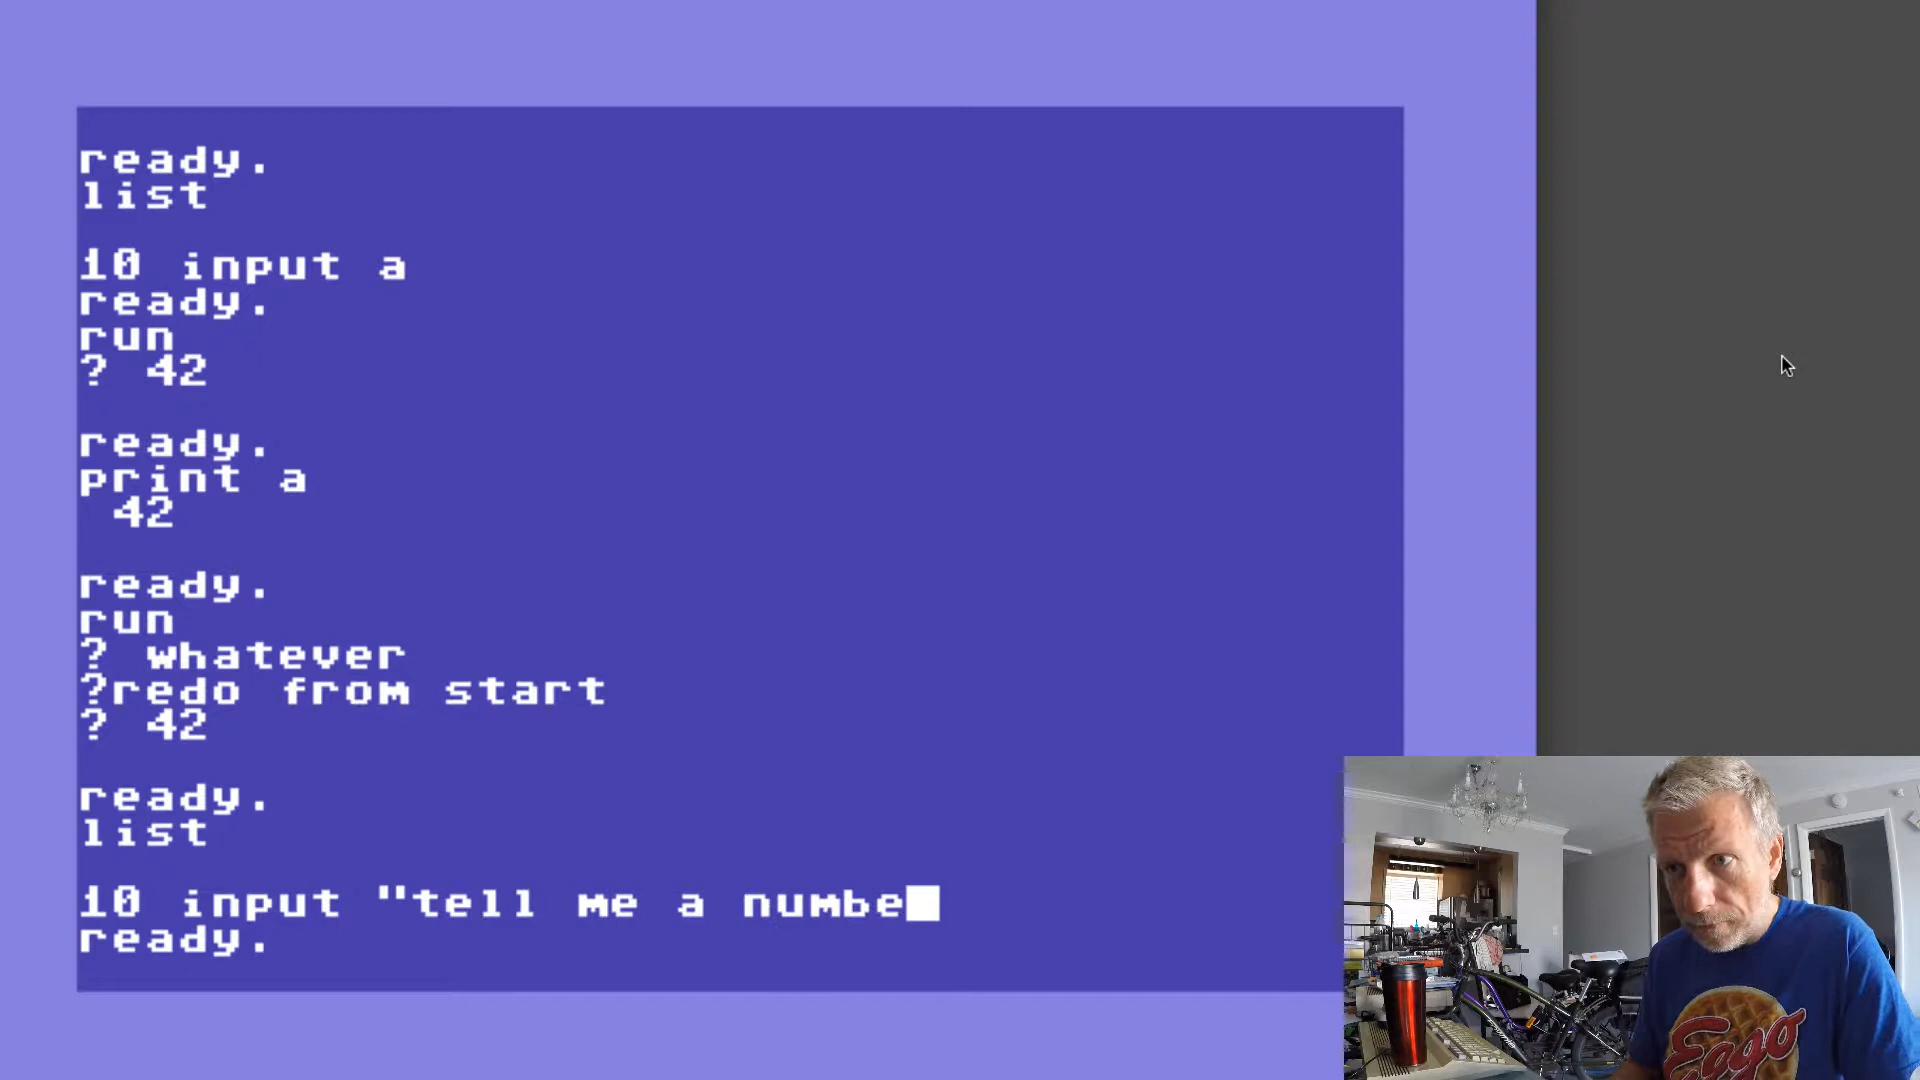 ready.
list
10 input a
ready.
run
? 42
ready.
print a
42
ready.
run
? whatever
?redo from start
? 42
ready.
list
10 input "tell me a numbe
ready.
Eggo